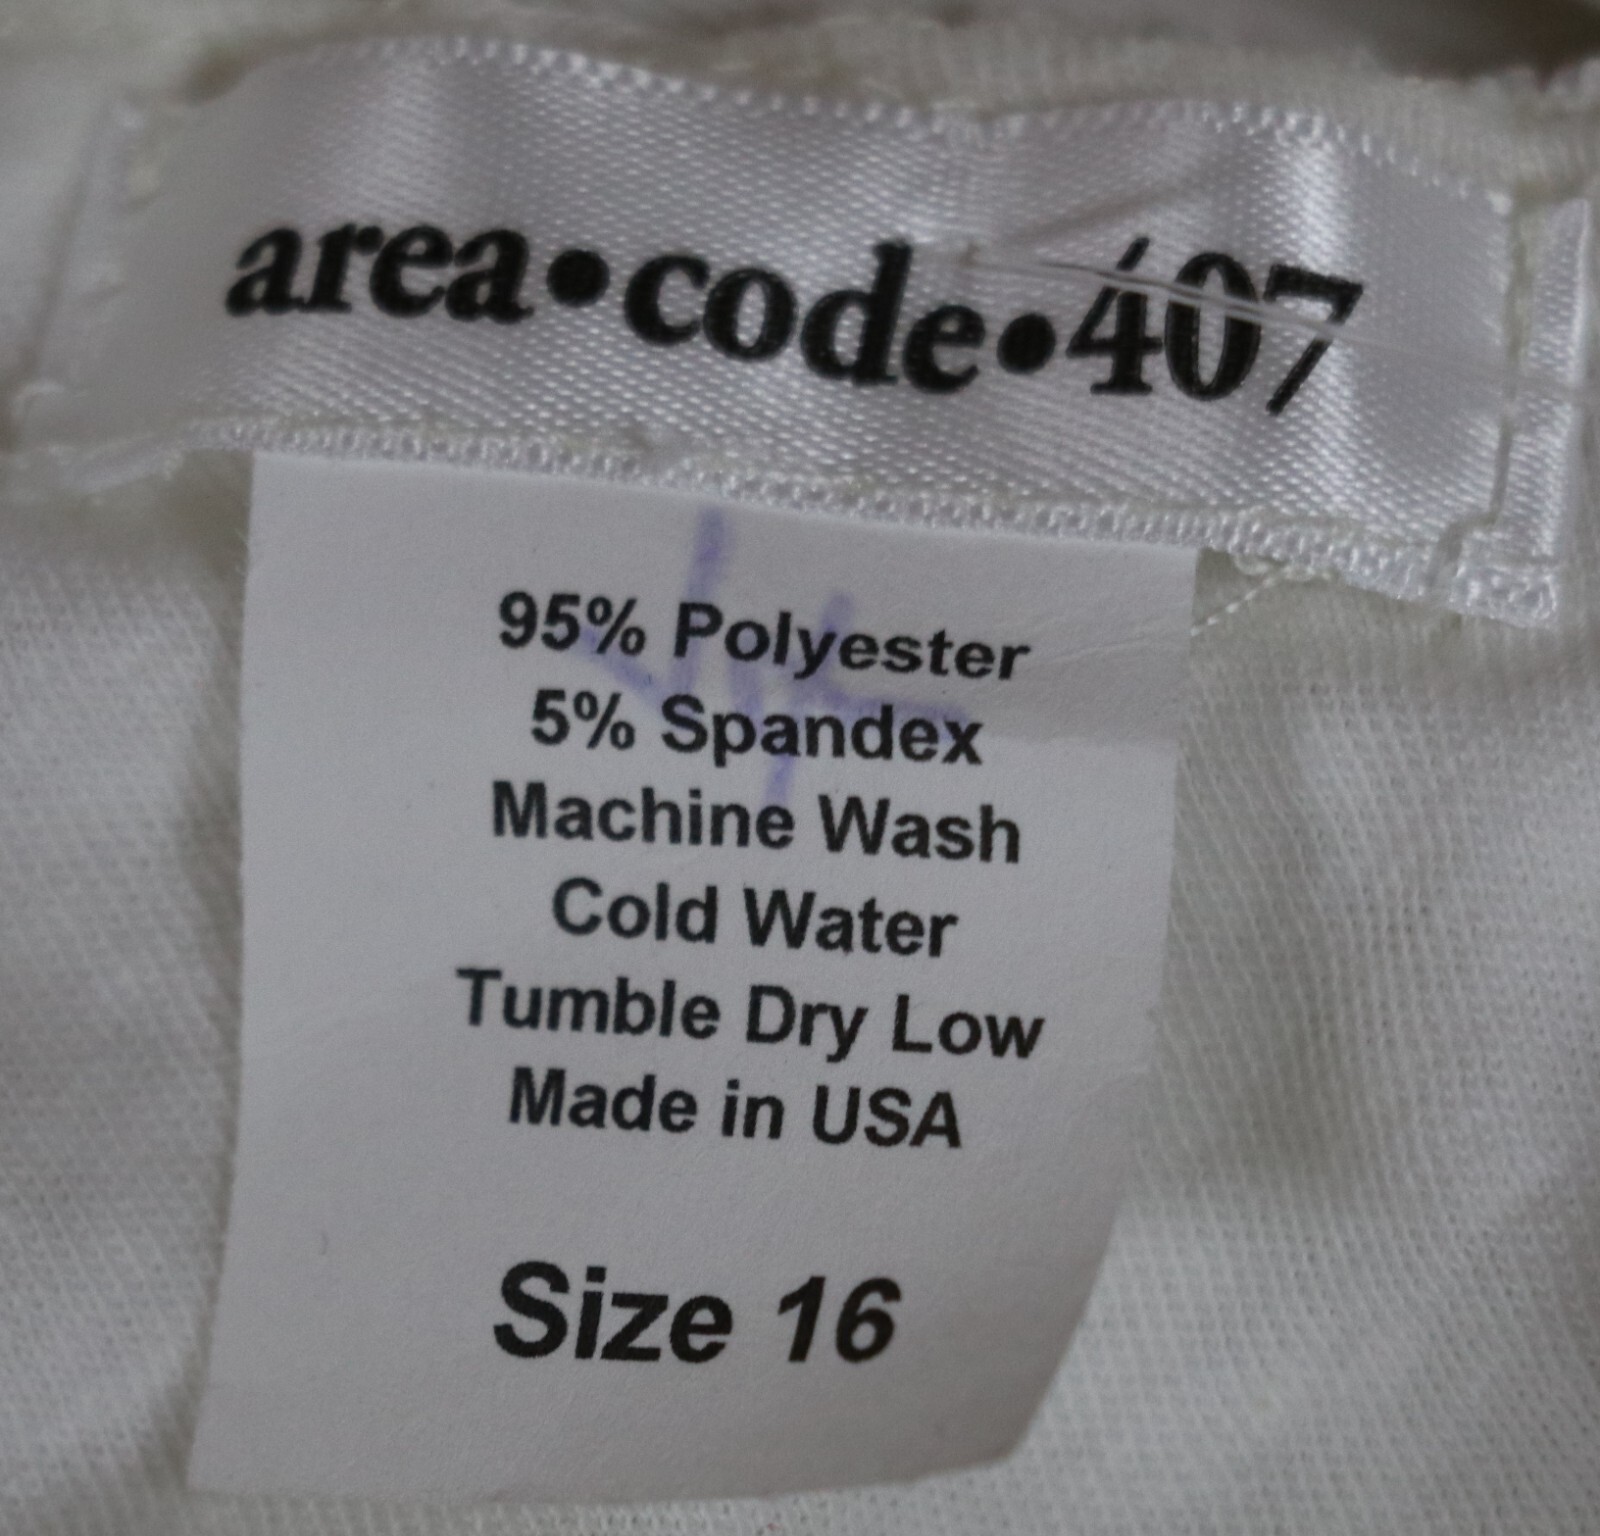 area•code•407
95% Polyester
5% Spandex
Machine Wash
Cold Water
Tumble Dry Low
Made in USA
Size 16